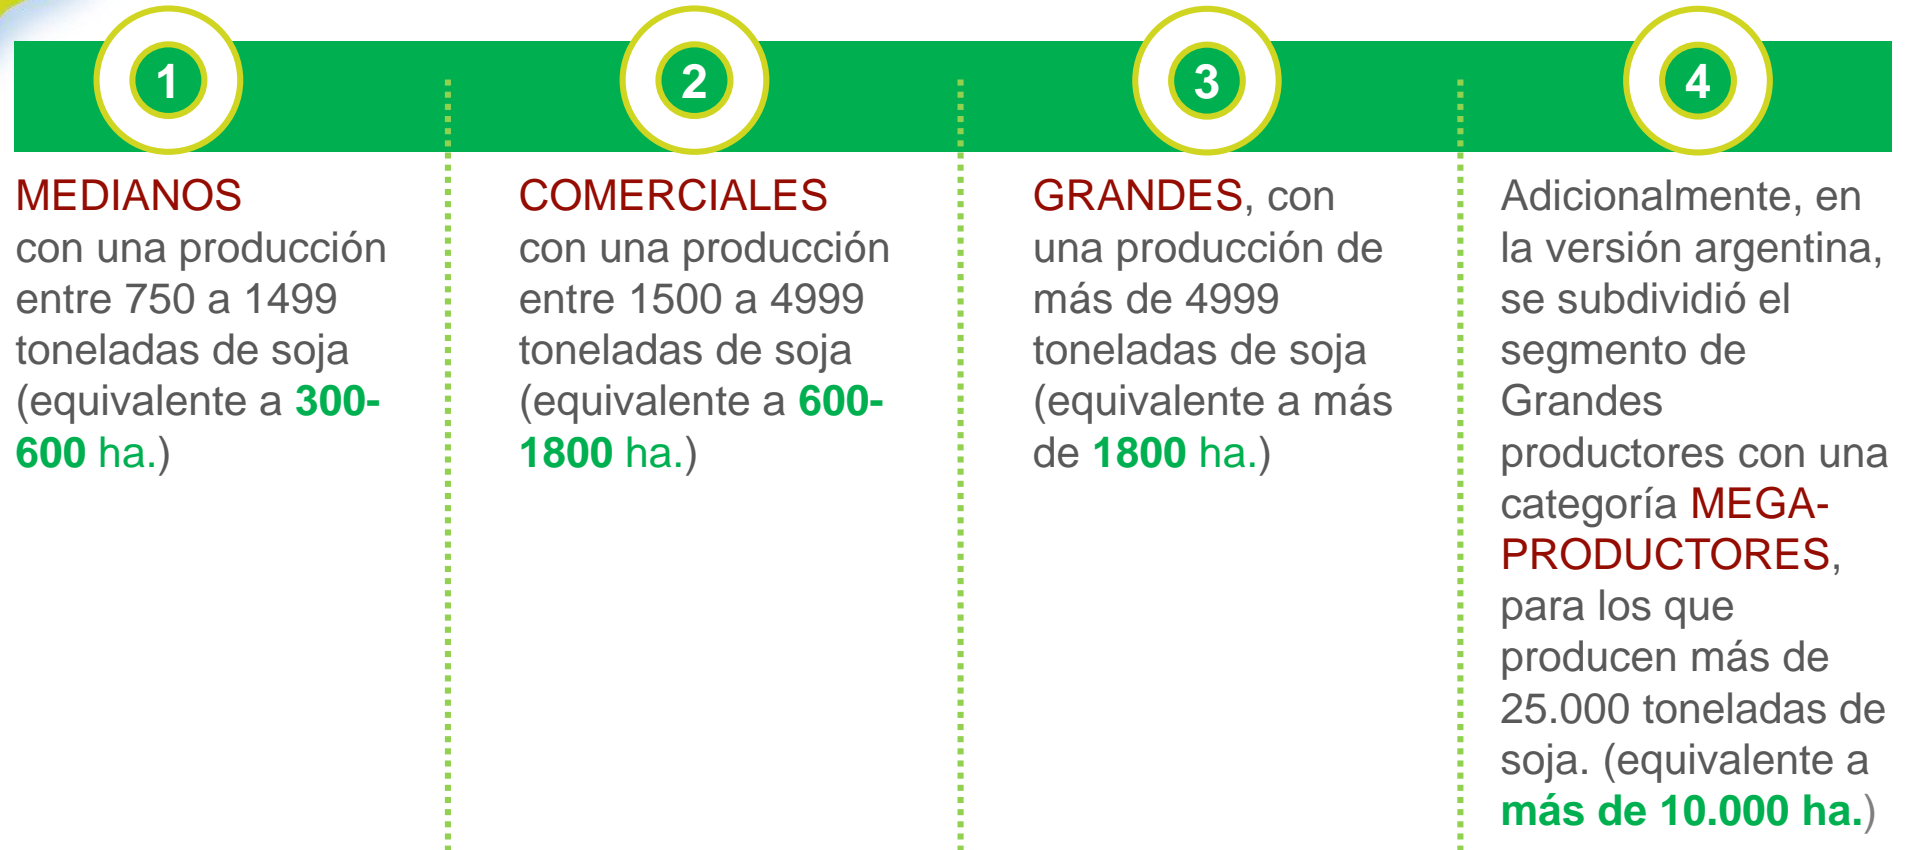 1
MEDIANOS
con una producción
entre 750 a 1499
toneladas de soja
(equivalente a 300-
600 ha.)
2
COMERCIALES
con una producción
entre 1500 a 4999
toneladas de soja
(equivalente a 600-
1800 ha.)
3
GRANDES, con
una producción de
más de 4999
toneladas de soja
(equivalente a más
de 1800 ha.)
4
Adicionalmente, en
la versión argentina,
se subdividió el
segmento de
Grandes
productores con una
categoría MEGA-
PRODUCTORES,
para los que
producen más de
25.000 toneladas de
soja. (equivalente a
más de 10.000 ha.)